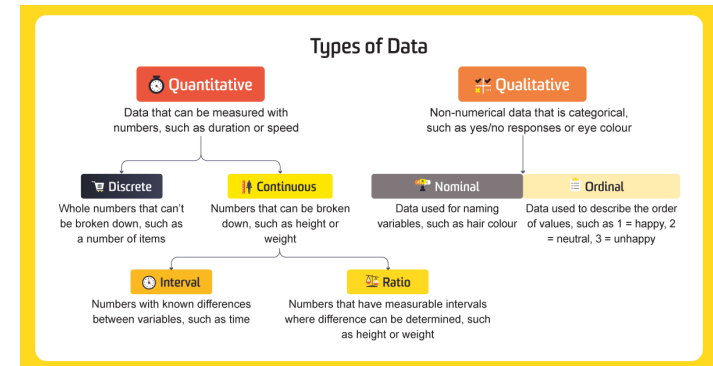 Types of Data
Quantitative
Data that can be measured with
numbers, such as duration or speed
Qualitative
Non-numerical data that is categorical,
such as yes/no responses or eye colour
Discrete
Whole numbers that can't
be broken down, such as
a number of items
Continuous
Numbers that can be broken
down, such as height or
weight
Nominal
Data used for naming
variables, such as hair colour
Ordinal
Data used to describe the order
of values, such as 1 = happy, 2
= neutral, 3 = unhappy
Interval
Numbers with known differences
between variables, such as time
Ratio
Numbers that have measurable intervals
where difference can be determined, such
as height or weight